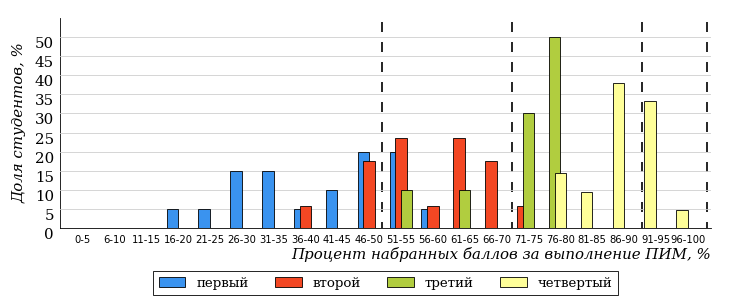 Доля студентов, %
50
45
40
35
30
25
20
15
10
5
0
0-5 6-10 11-15 16-20 21-25 26-30 31-35 36-40 41-45 46-50 51-55 56-60 61-65 66-70 71-75 76-80 81-85 86-90 91-95 96-100
Процент набранных баллов за выполнение ПИМ, %
первый второй третий четвертый